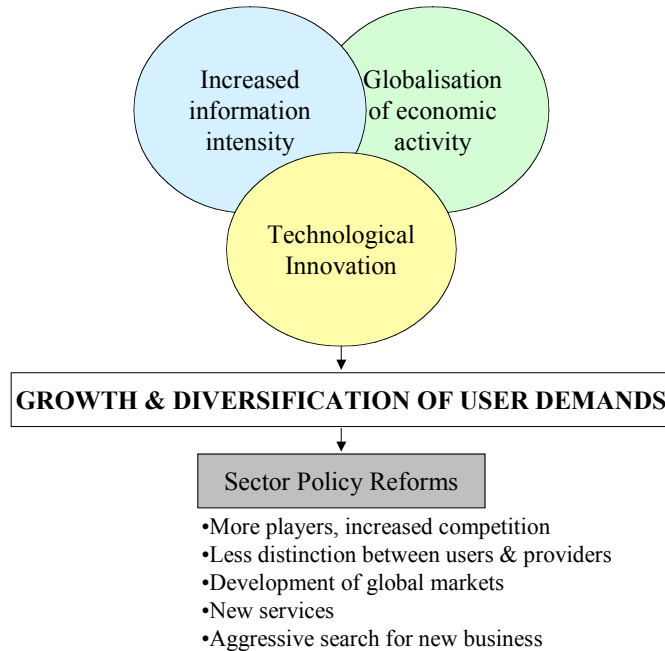 Increased
information
intensity
Globalisation
of economic
activity
Technological
Innovation
GROWTH & DIVERSIFICATION OF USER DEMANDS
Sector Policy Reforms
•More players, increased competition
•Less distinction between users & providers
•Development of global markets
•New services
•Aggressive search for new business